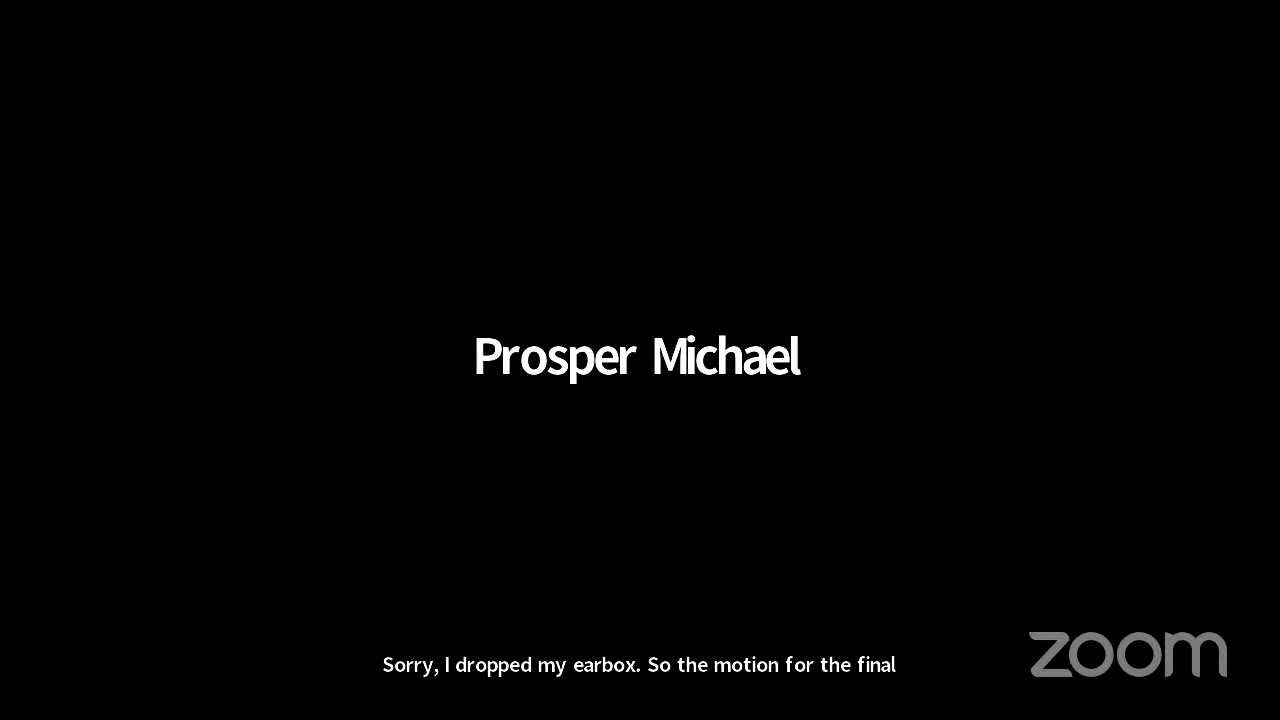 Prosper Michael
Sorry, I dropped my earbox. So the motion for the final
zoom